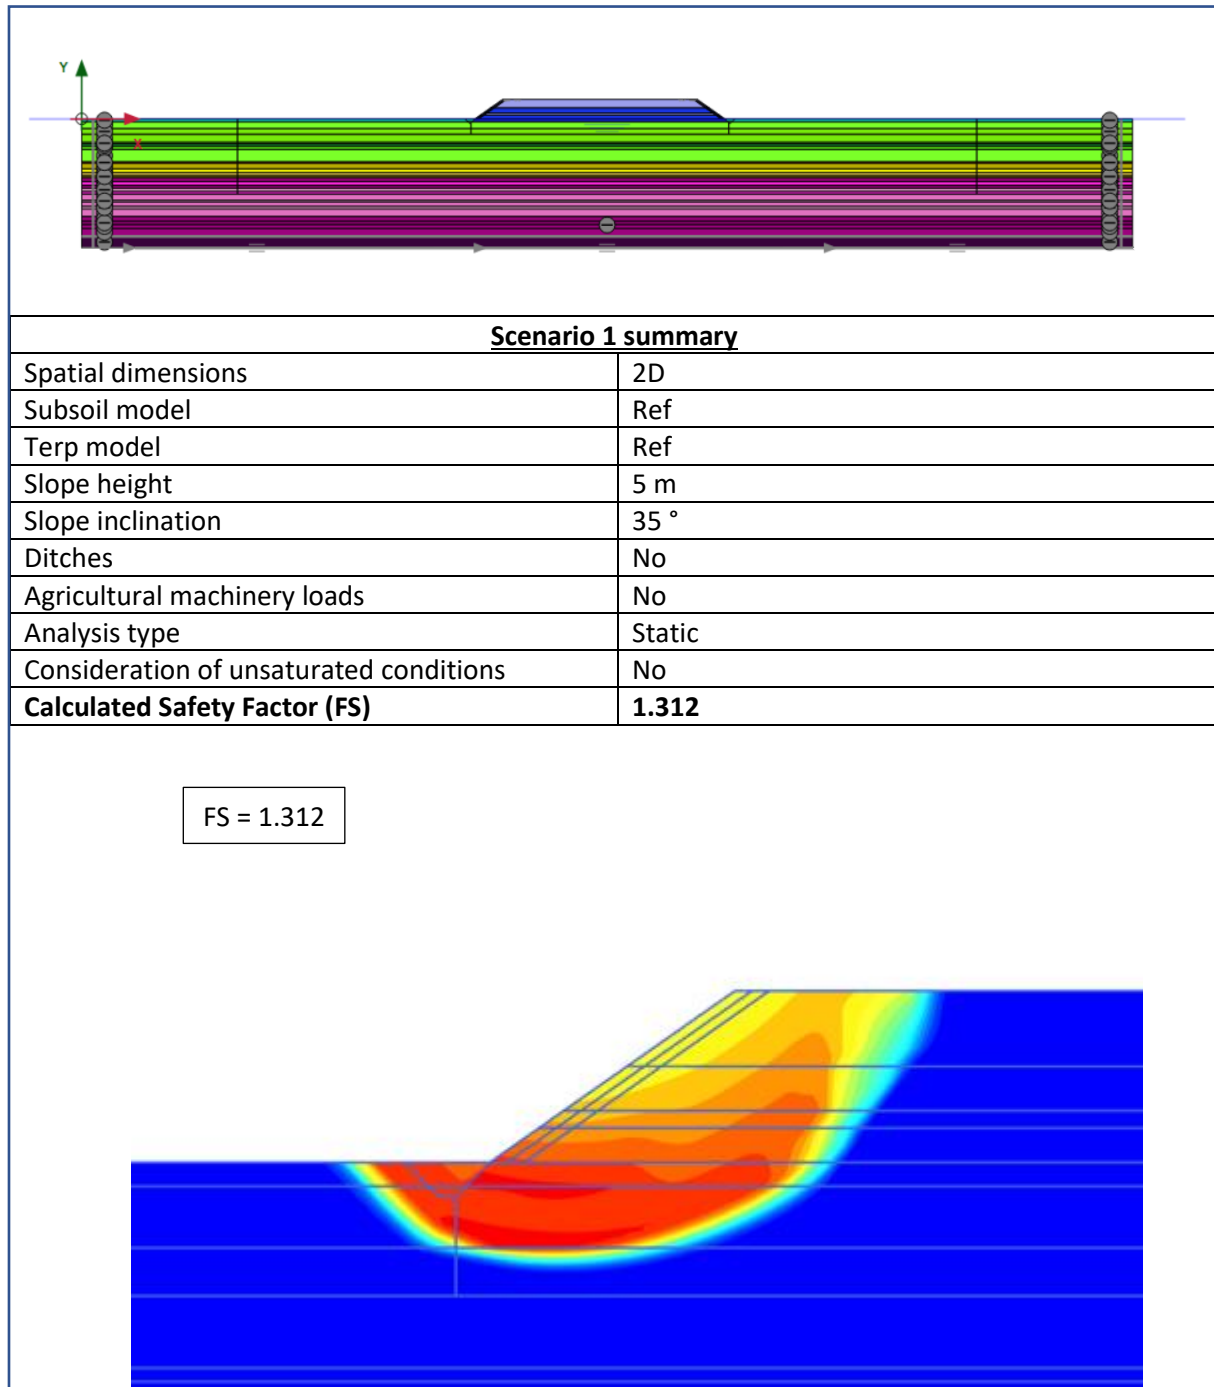 Y
X
Scenario 1 summary
Spatial dimensions 2D
Subsoil model Ref
Terp model Ref
Slope height 5 m
Slope inclination 35 °
Ditches No
Agricultural machinery loads No
Analysis type Static
Consideration of unsaturated conditions No
Calculated Safety Factor (FS) 1.312
FS = 1.312